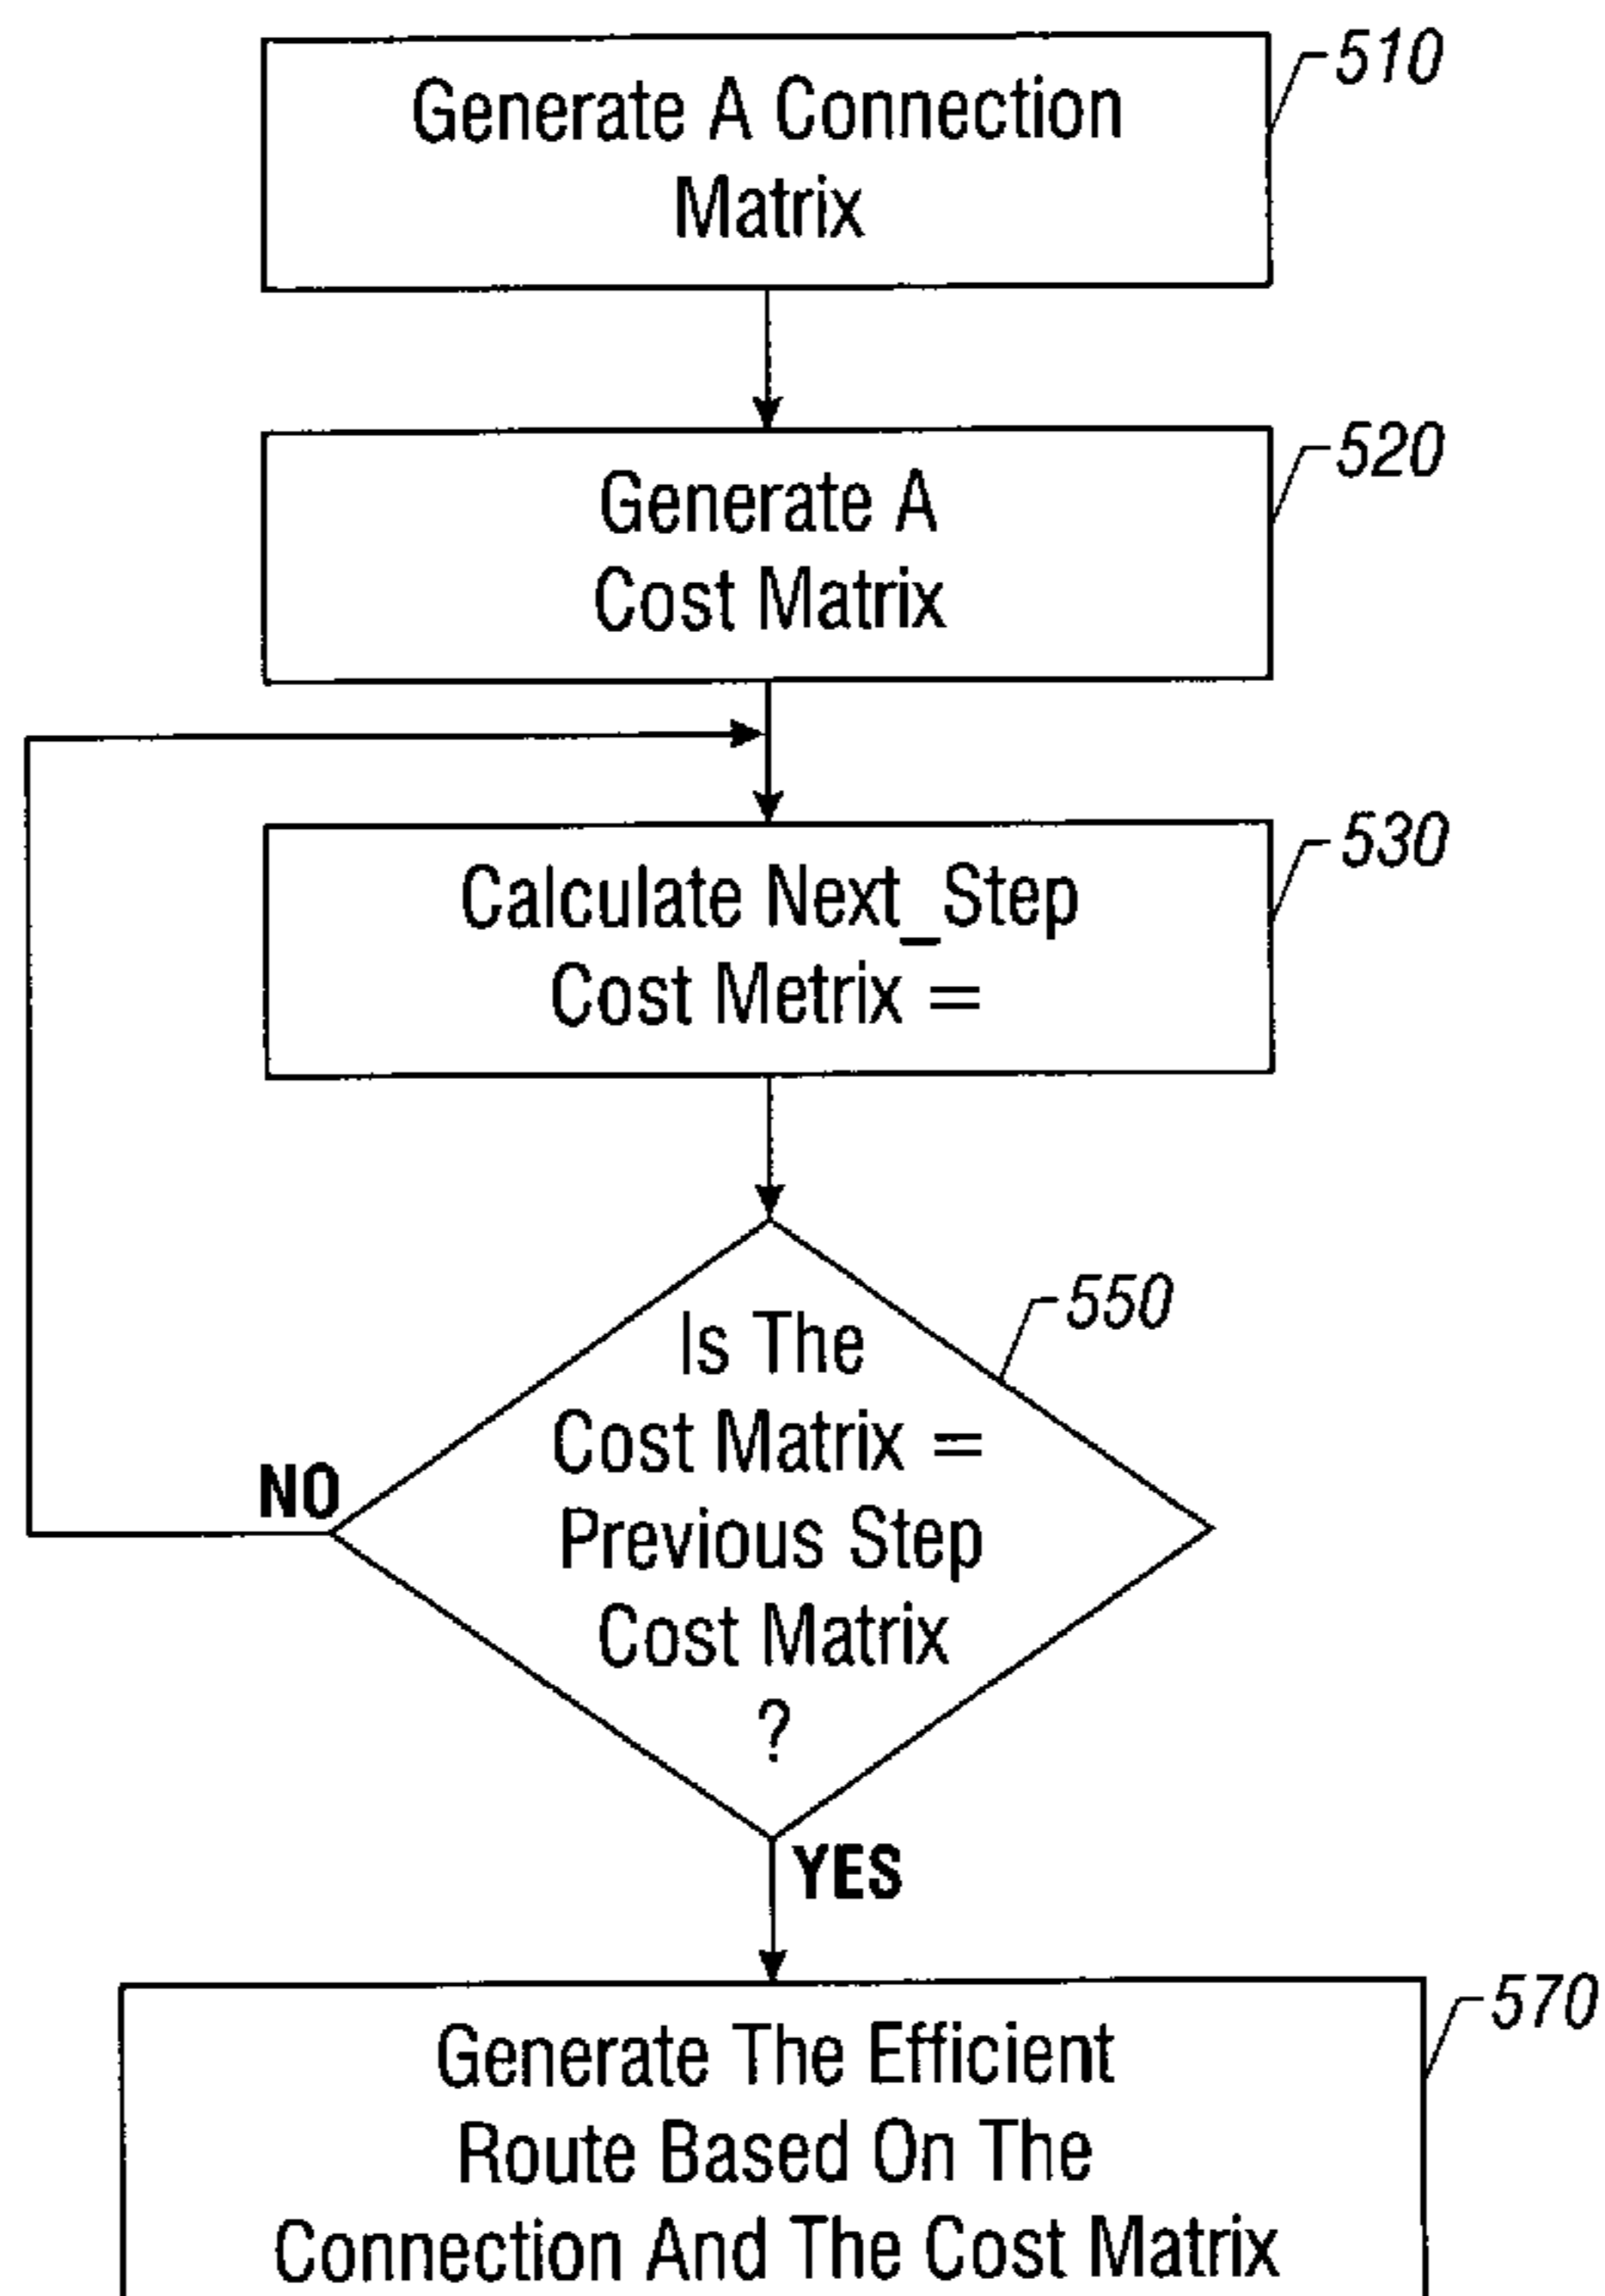 510
Generate A Connection
Matrix
520
Generate A
Cost Matrix
530
Calculate Next_Step
Cost Metrix =
550
Is The
Cost Matrix =
Previous Step
Cost Matrix
?
NO
YES
570
Generate The Efficient
Route Based On The
Connection And The Cost Matrix